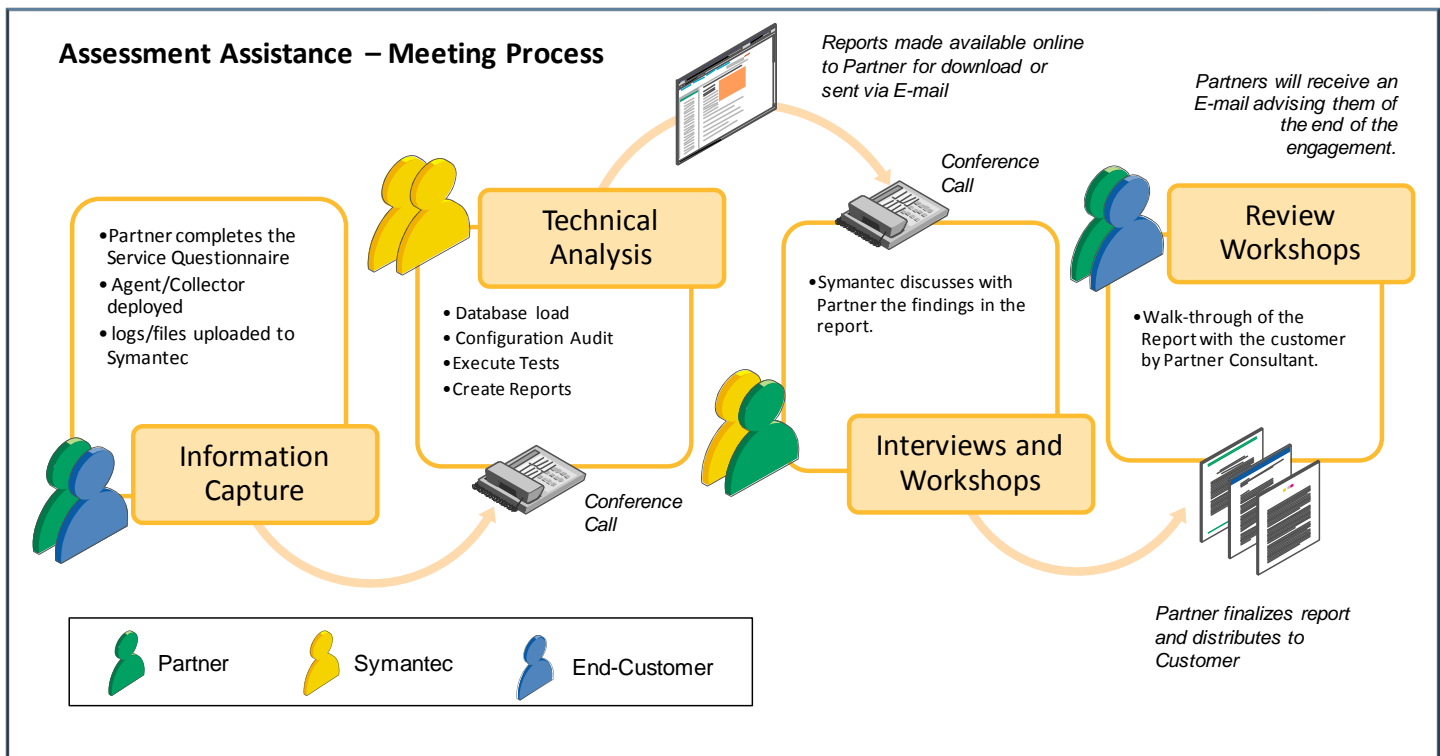 Assessment Assistance – Meeting Process
Reports made available online
to Partner for download or
sent via E-mail
Partners will receive an
E-mail advising them of
the end of the
engagement.
•Partner completes the
Service Questionnaire
• Agent/Collector
deployed
• logs/files uploaded to
Symantec
Information
Capture
Technical
Analysis
• Database load
• Configuration Audit
•Execute Tests
•Create Reports
Conference
Call
Conference
Call
•Symantec discusses with
Partner the findings in the
report.
Interviews and
Workshops
Review
Workshops
•Walk-through of the
Report with the customer
by Partner Consultant.
Partner finalizes report
and distributes to
Customer
Partner
Symantec
End-Customer